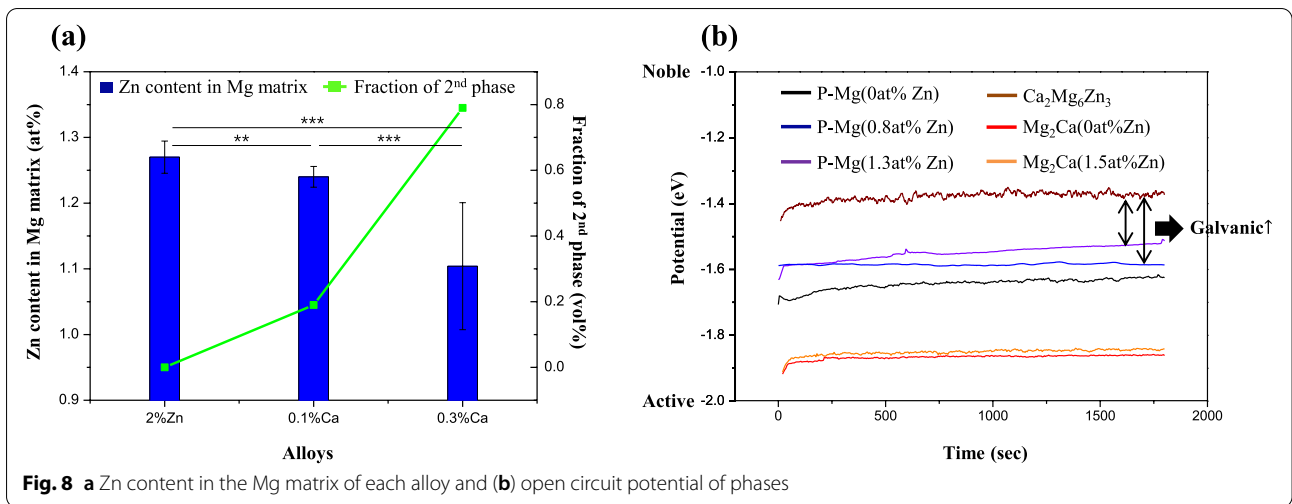 (a)
1.4
1.3
1.2
1.1
1.0
0.9
Zn content in Mg matrix (at%)
Zn content in Mg matrix
Fraction of 2nd phase
***
** ***
0.8
0.6
0.4
0.2
0.0
Fraction of 2nd phase (vol%)
2%Zn 0.1%Ca 0.3%Ca
Alloys
(b)
Noble
Active
-1.0
-1.2
-1.4
-1.6
-1.8
-2.0
Potential (eV)
P-Mg(0at% Zn) Ca2Mg6Zn3
P-Mg(0.8at% Zn) Mg2Ca(0at%Zn)
P-Mg(1.3at% Zn) Mg2Ca(1.5at%Zn)
Galvanic↑
0 500 1000 1500 2000
Time (sec)
Fig. 8 a Zn content in the Mg matrix of each alloy and (b) open circuit potential of phases